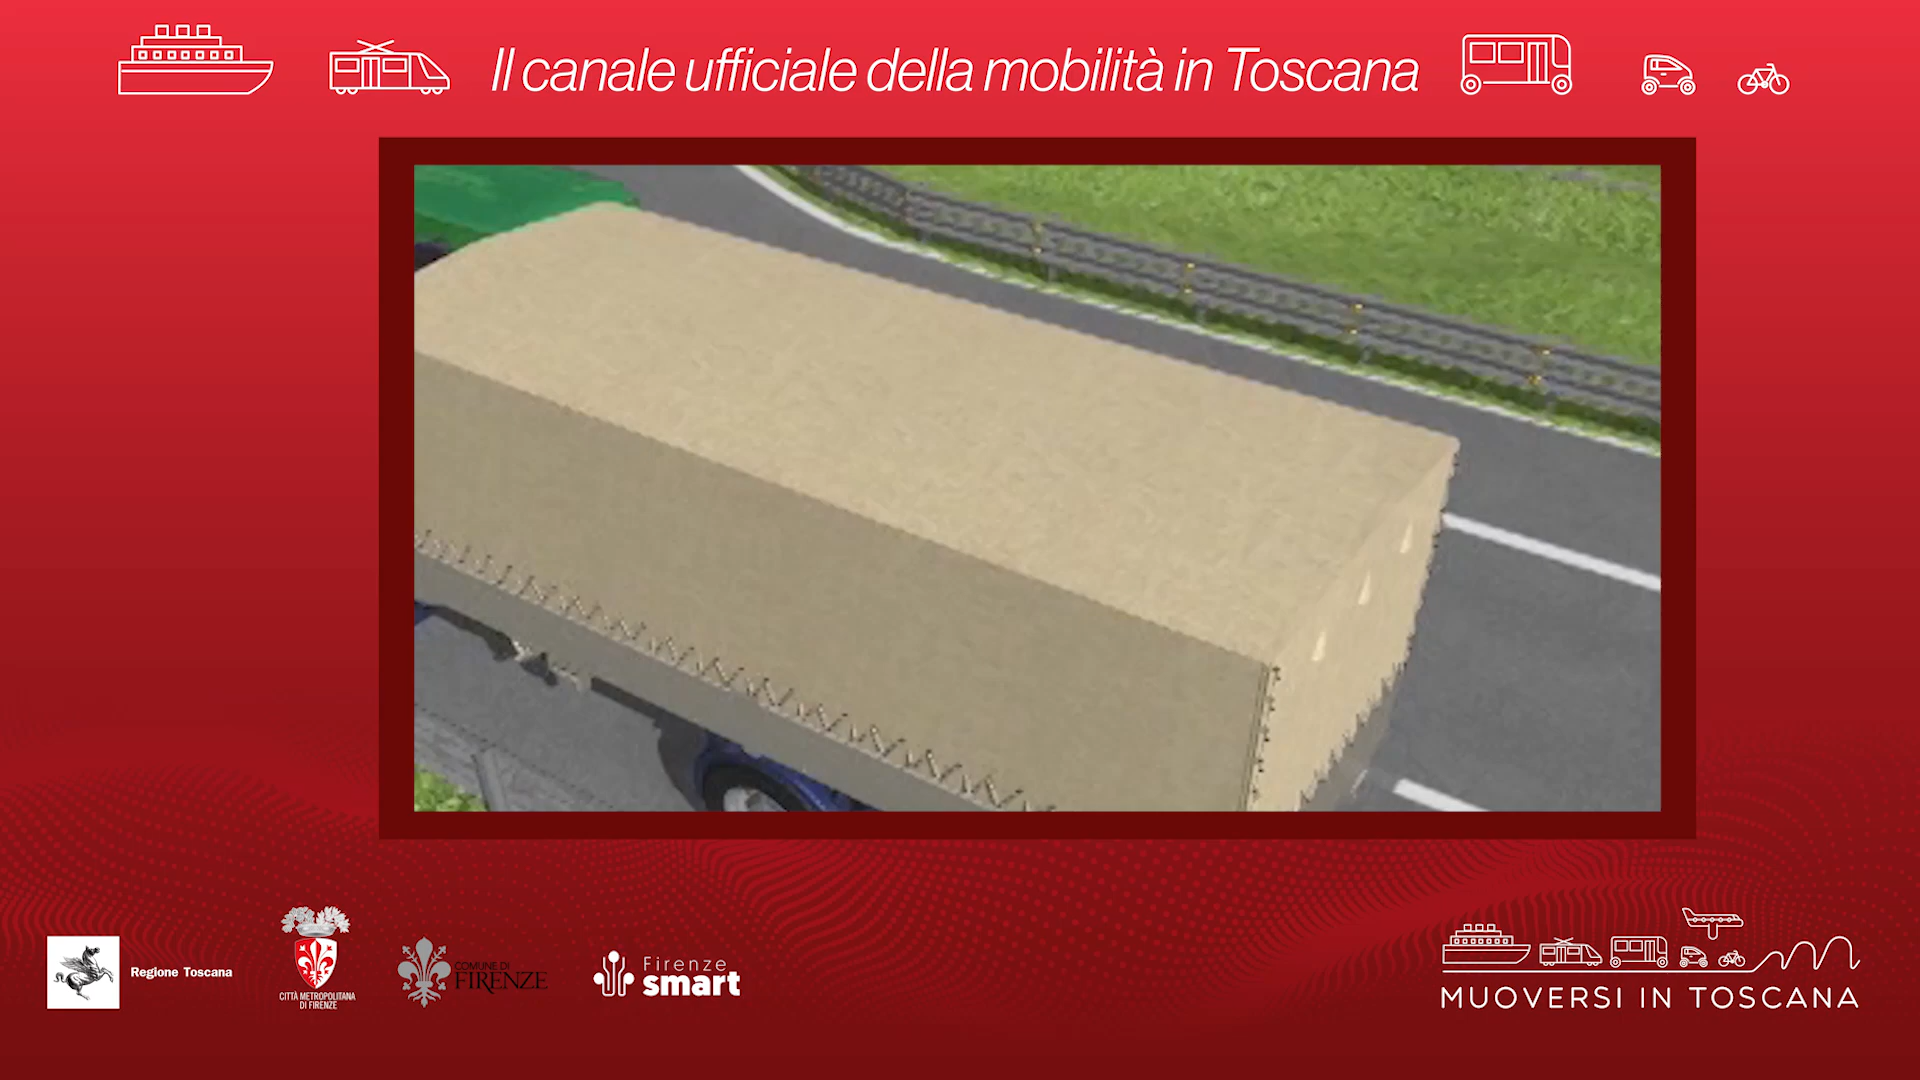 Il canale ufficiale della mobilità in Toscana
Regione Toscana
CITTÀ METROPOLITANA
DI FIRENZE
COMUNE DI
FIRENZE
Firenze
smart
MUOVERSI IN TOSCANA